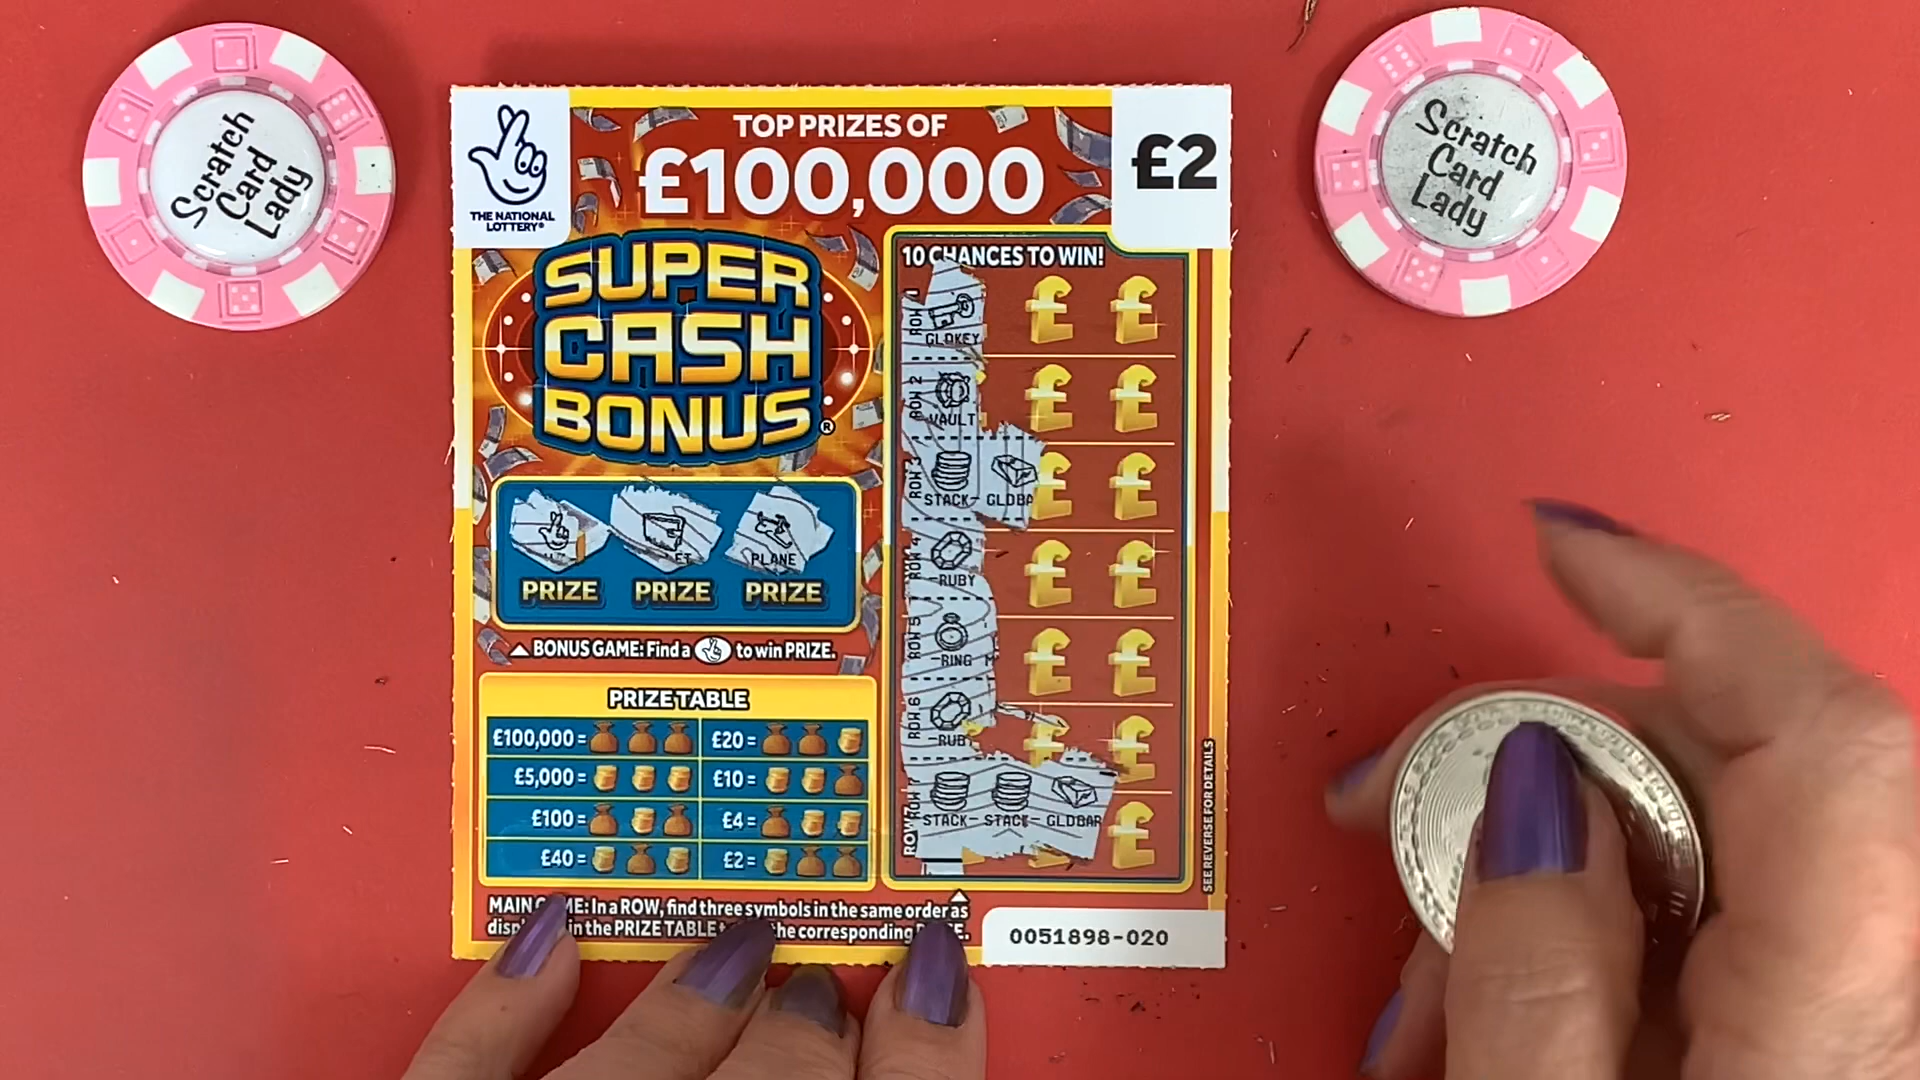 Scratch
Card
Lady
Scratch
Card
Lady
THE NATIONAL
LOTTERY®
TOP PRIZES OF
£100,000
£2
SUPER
CASH
BONUS®
10 CHANCES TO WIN!
ROW 1
GLDKEY
ROW 2
VAULT
ROW 3
STACK- GLDBA
ROW 4
-RUBY
ROW 5
-RING M
ROW 6
-RUBY
ROW
STACK- STACK- GLDBAR
PLANE
PRIZE PRIZE PRIZE
BONUS GAME: Find a to win PRIZE.
PRIZE TABLE
£100,000 = £20 =
£5,000 = £10 =
£100 = £4 =
£40 = £2 =
MAIN G ME: In a ROW, find three symbols in the same order as
disp in the PRIZE TABLE t the corresponding P E.
0051898-020
SEE REVERSE FOR DETAILS